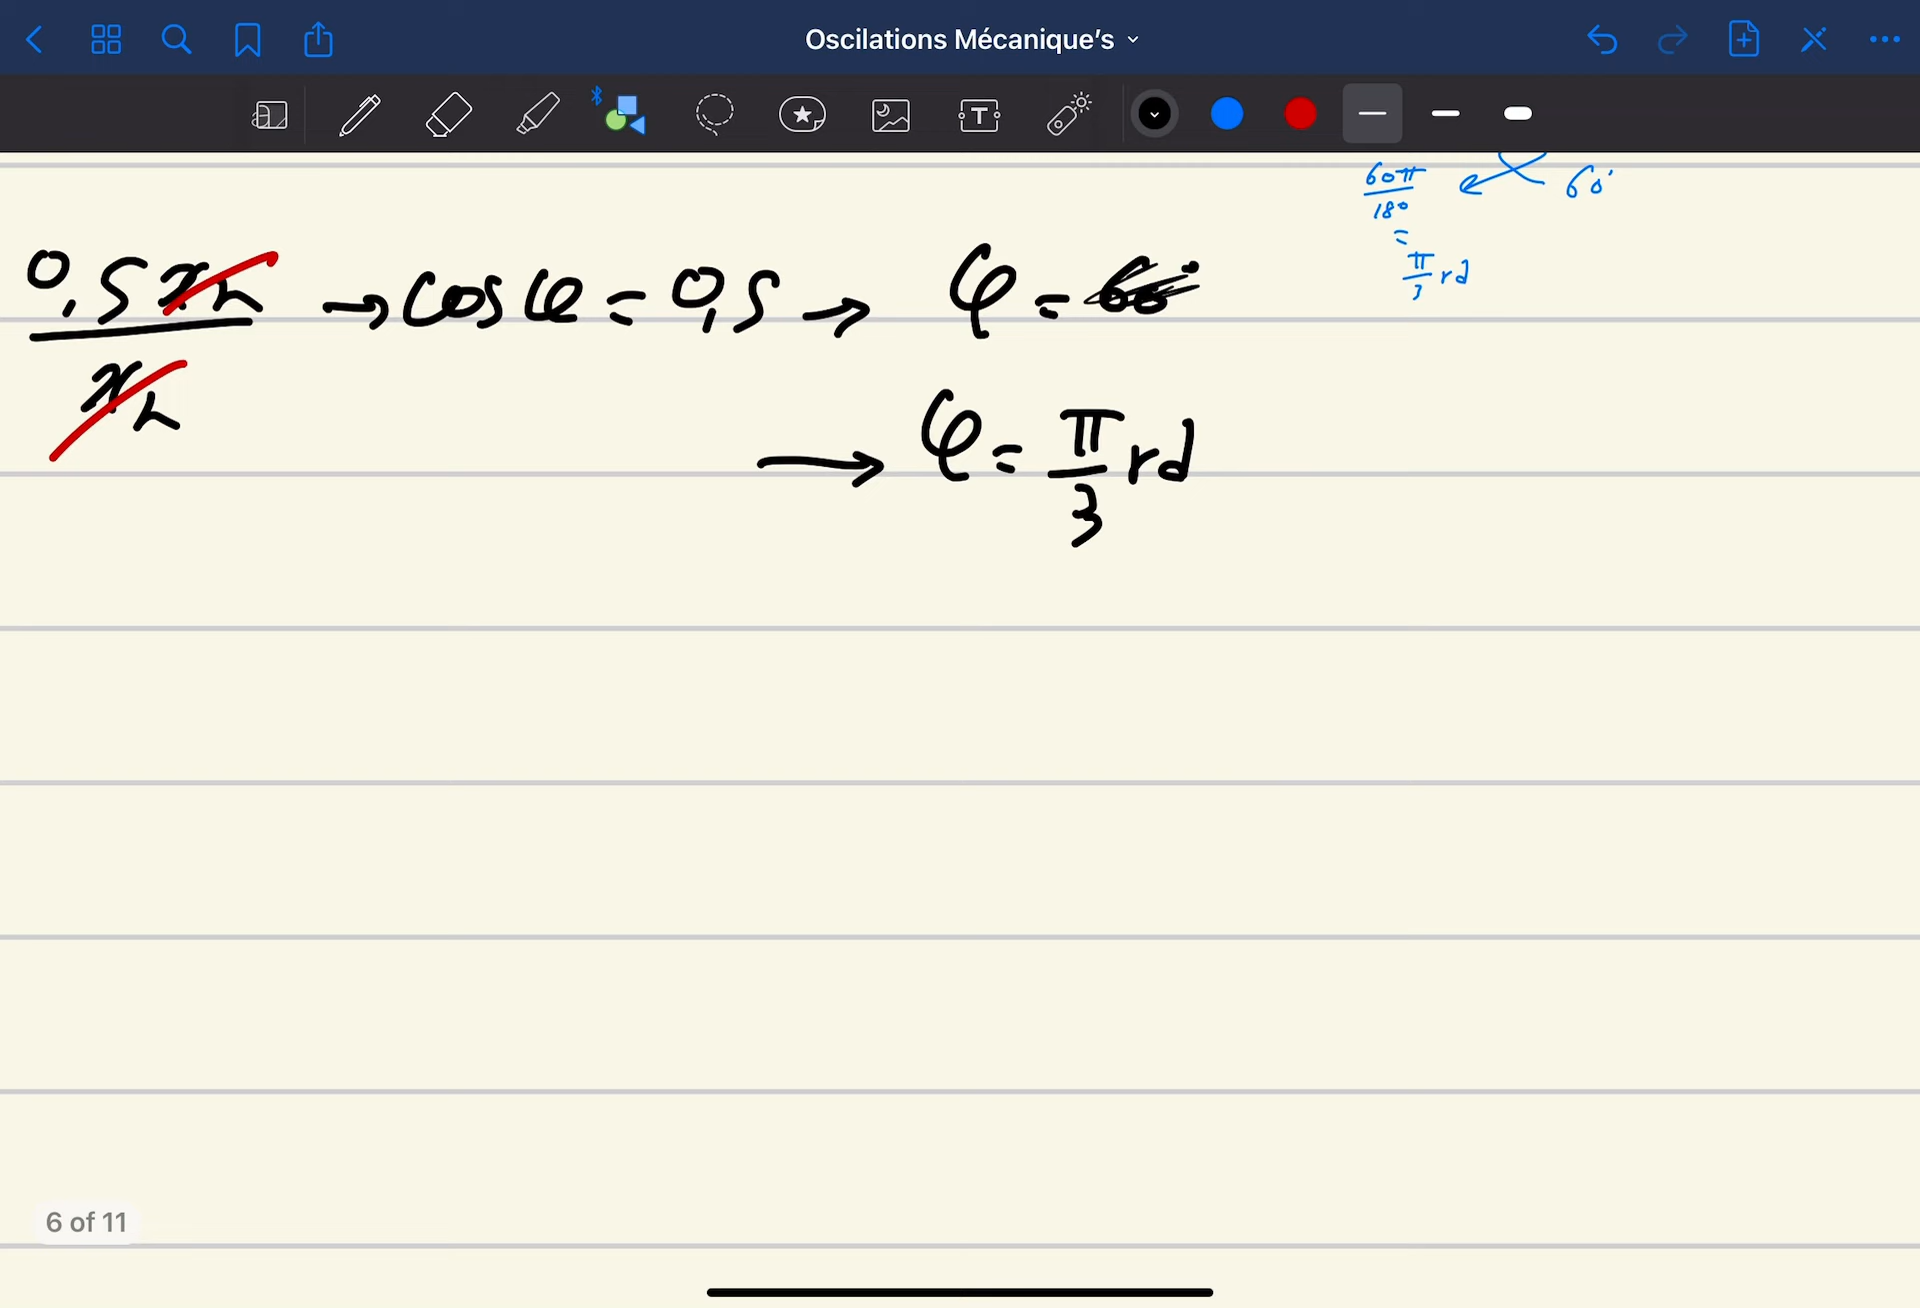 Oscilations Mécanique's
60π/180
60°
=
π/3 rd
0,5 xm/xm → cos φ = 0,5 → φ = 60°
→ φ = π/3 rd
6 of 11